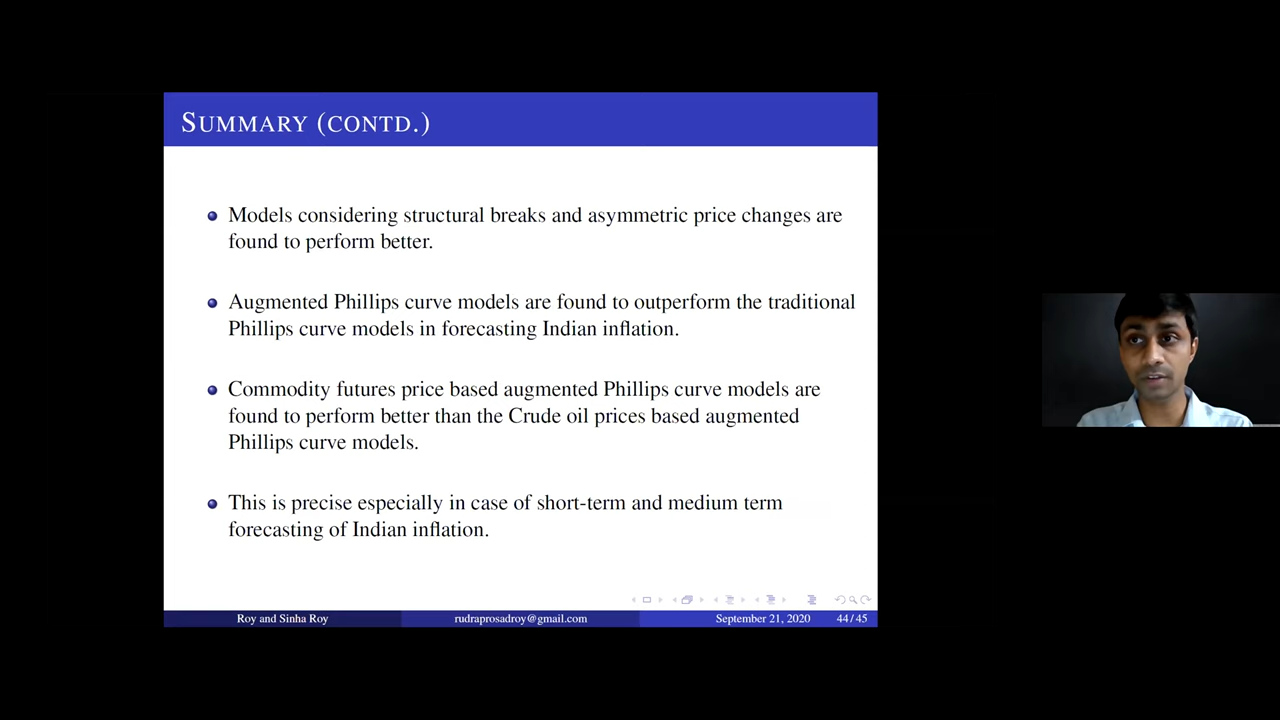 SUMMARY (CONTD.)
Models considering structural breaks and asymmetric price changes are
found to perform better.
Augmented Phillips curve models are found to outperform the traditional
Phillips curve models in forecasting Indian inflation.
Commodity futures price based augmented Phillips curve models are
found to perform better than the Crude oil prices based augmented
Phillips curve models.
This is precise especially in case of short-term and medium term
forecasting of Indian inflation.
Roy and Sinha Roy
rudraprosadroy@gmail.com
September 21, 2020
44 / 45